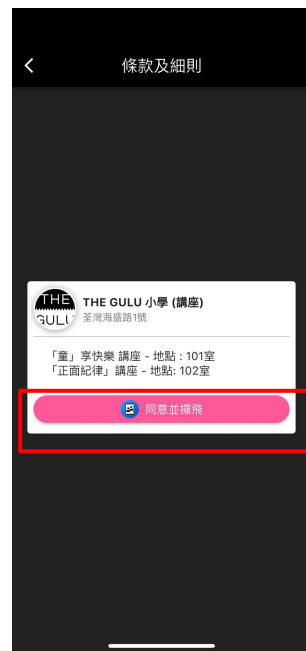 條款及細則
THE GULU
THE GULU 小學 (講座)
荃灣海盛路1號
「童」享快樂 講座 - 地點 : 101室
「正面紀律」講座 - 地點: 102室
同意並攞飛